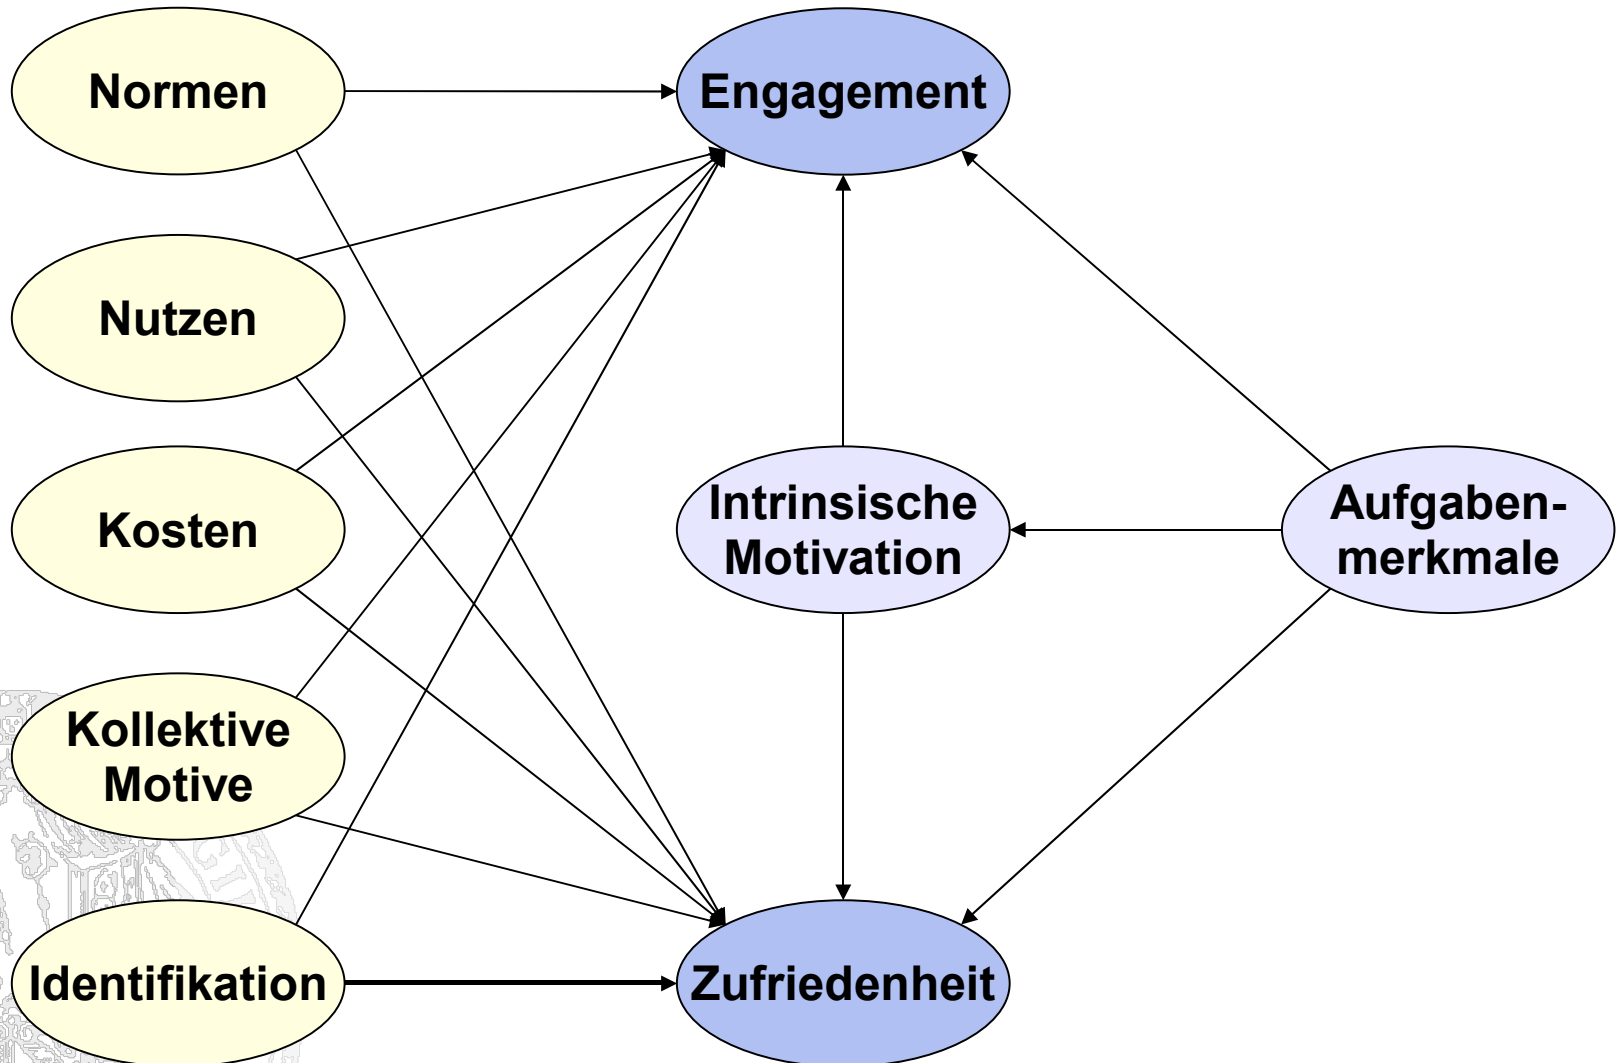 Normen
Engagement
Nutzen
Kosten
Intrinsische
Motivation
Aufgaben-
merkmale
Kollektive
Motive
Identifikation
Zufriedenheit